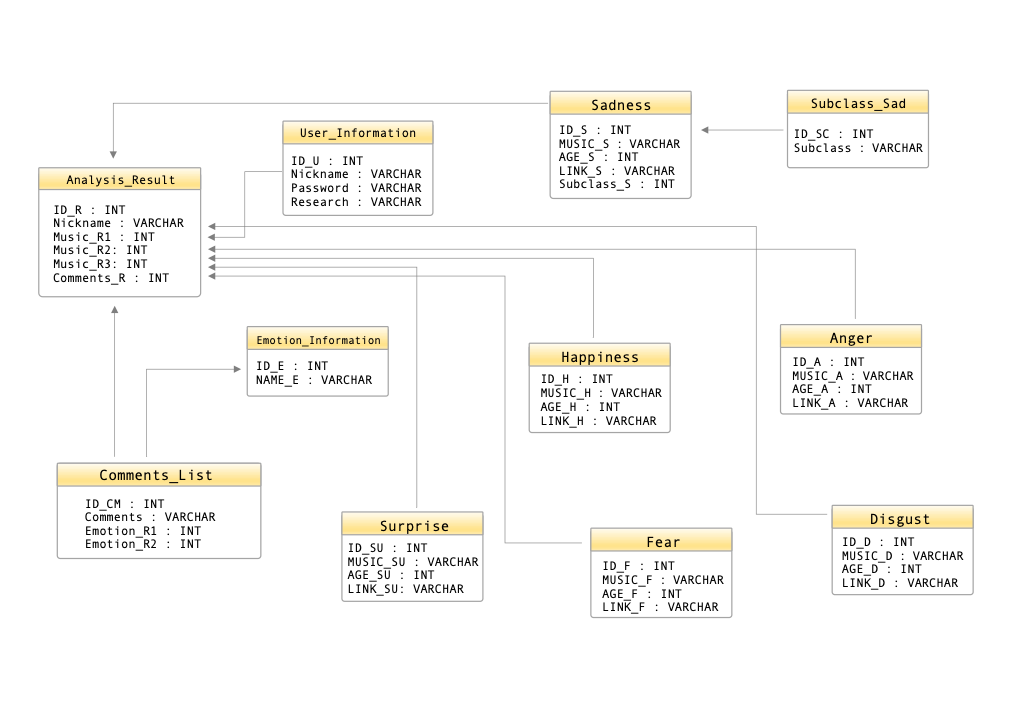 Sadness
ID_S : INT
MUSIC_S : VARCHAR
AGE_S : INT
LINK_S : VARCHAR
Subclass_S : INT
Subclass_Sad
ID_SC : INT
Subclass : VARCHAR
User_Information
ID_U : INT
Nickname : VARCHAR
Password : VARCHAR
Research : VARCHAR
Analysis_Result
ID_R : INT
Nickname : VARCHAR
Music_R1 : INT
Music_R2: INT
Music_R3: INT
Comments_R : INT
Emotion_Information
ID_E : INT
NAME_E : VARCHAR
Happiness
ID_H : INT
MUSIC_H : VARCHAR
AGE_H : INT
LINK_H : VARCHAR
Anger
ID_A : INT
MUSIC_A : VARCHAR
AGE_A : INT
LINK_A : VARCHAR
Comments_List
ID_CM : INT
Comments : VARCHAR
Emotion_R1 : INT
Emotion_R2 : INT
Surprise
ID_SU : INT
MUSIC_SU : VARCHAR
AGE_SU : INT
LINK_SU: VARCHAR
Fear
ID_F : INT
MUSIC_F : VARCHAR
AGE_F : INT
LINK_F : VARCHAR
Disgust
ID_D : INT
MUSIC_D : VARCHAR
AGE_D : INT
LINK_D : VARCHAR